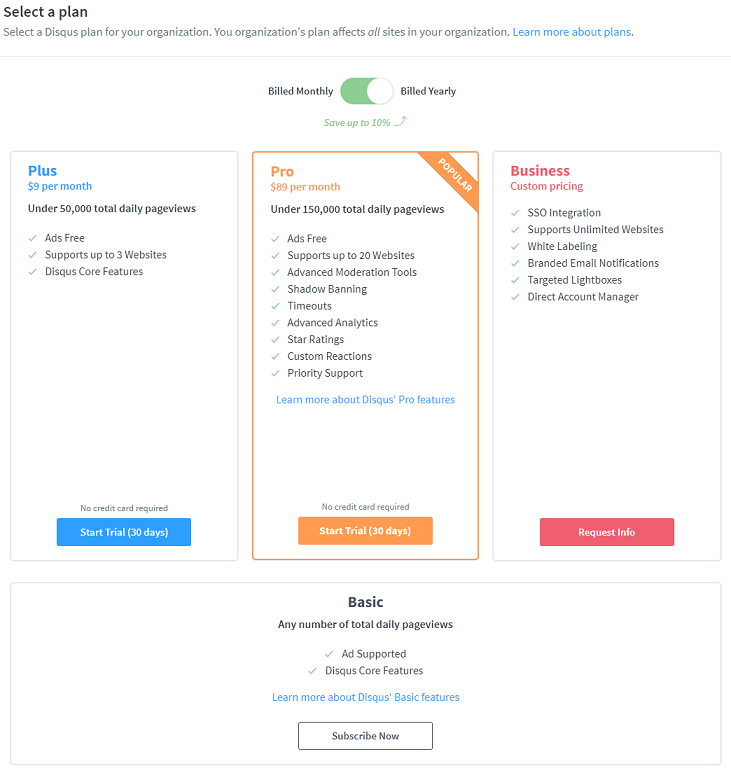 Select a plan
Select a Disqus plan for your organization. You organization's plan affects all sites in your organization. Learn more about plans.
Billed Monthly Billed Yearly
Save up to 10%
Plus
$9 per month
Under 50,000 total daily pageviews
Ads Free
Supports up to 3 Websites
Disqus Core Features
No credit card required
Start Trial (30 days)
POPULAR
Pro
$89 per month
Under 150,000 total daily pageviews
Ads Free
Supports up to 20 Websites
Advanced Moderation Tools
Shadow Banning
Timeouts
Advanced Analytics
Star Ratings
Custom Reactions
Priority Support
Learn more about Disqus' Pro features
No credit card required
Start Trial (30 days)
Business
Custom pricing
SSO Integration
Supports Unlimited Websites
White Labeling
Branded Email Notifications
Targeted Lightboxes
Direct Account Manager
Request Info
Basic
Any number of total daily pageviews
Ad Supported
Disqus Core Features
Learn more about Disqus' Basic features
Subscribe Now